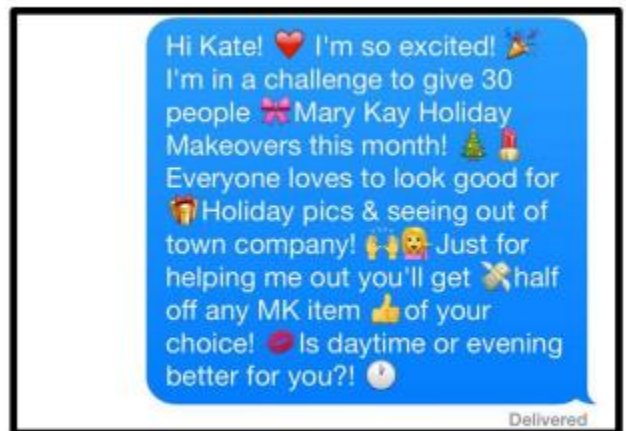 Hi Kate! ❤️ I'm so excited! 🎉
I'm in a challenge to give 30
people 🎀Mary Kay Holiday
Makeovers this month! 🎄💄
Everyone loves to look good for
🎁Holiday pics & seeing out of
town company! 🙌💁Just for
helping me out you'll get 💸half
off any MK item 👍of your
choice! 💋Is daytime or evening
better for you?! 🕐
Delivered